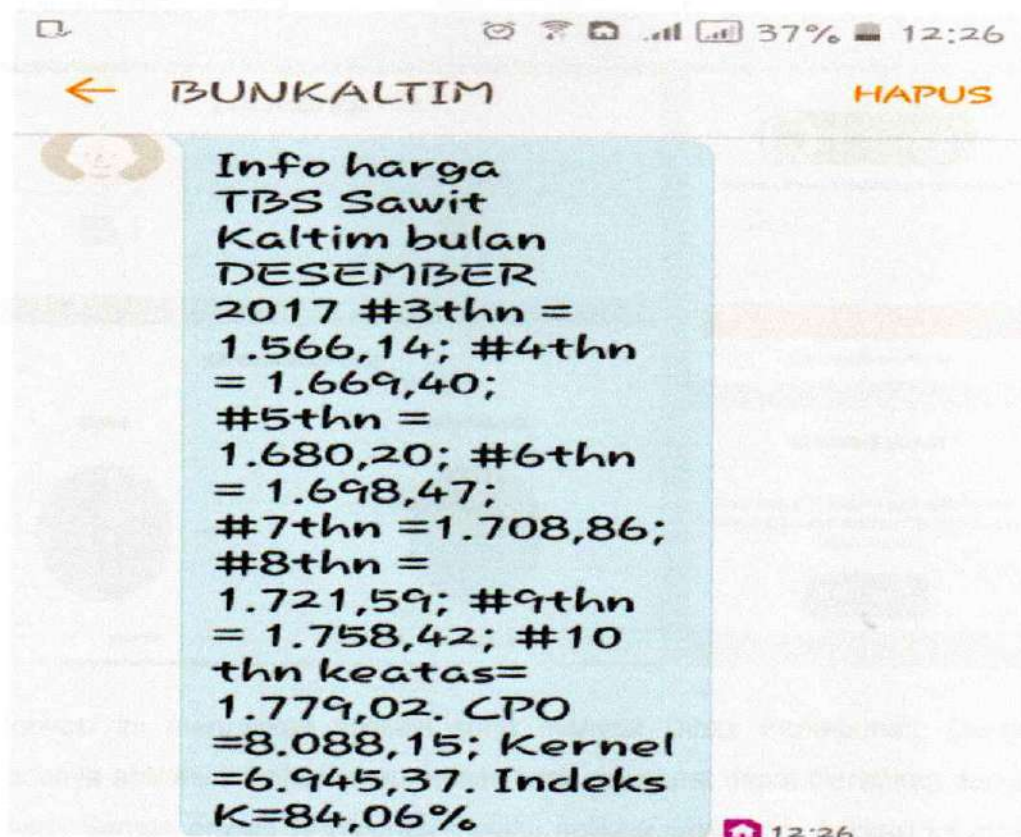 37% 12:26
BUNKALTIM HAPUS
Info harga
TBS Sawit
Kaltim bulan
DESEMBER
2017 #3thn =
1.566,14; #4thn
= 1.669,40;
#5thn =
1.680,20; #6thn
= 1.698,47;
#7thn =1.708,86;
#8thn =
1.721,59; #9thn
= 1.758,42; #10
thn keatas=
1.779,02. CPO
=8.088,15; Kernel
=6.945,37. Indeks
K=84,06%
12:26